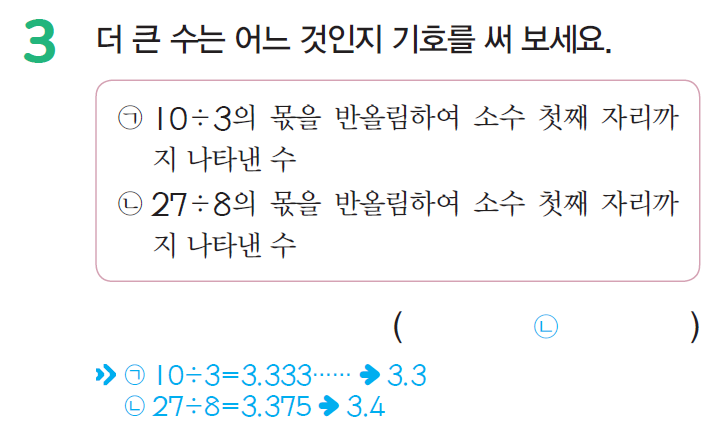 3 더 큰 수는 어느 것인지 기호를 써 보세요.
㉠ 10÷3의 몫을 반올림하여 소수 첫째 자리까
지 나타낸 수
㉡ 27÷8의 몫을 반올림하여 소수 첫째 자리까
지 나타낸 수
( ㉡ )
» ㉠ 10÷3=3.333…… ➔ 3.3
㉡ 27÷8=3.375 ➔ 3.4